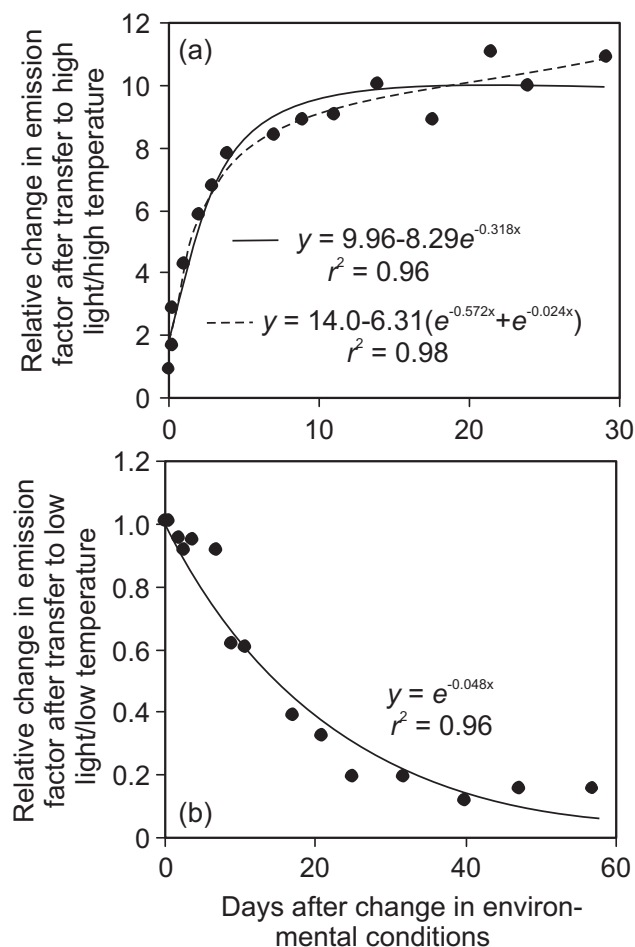 Relative change in emission
factor after transfer to high
light/high temperature
12
10
8
6
4
2
0
(a)
y = 9.96-8.29e^-0.318x
r² = 0.96
y = 14.0-6.31(e^-0.572x+e^-0.024x)
r² = 0.98
0 10 20 30
Relative change in emission
factor after transfer to low
light/low temperature
1.2
1.0
0.8
0.6
0.4
0.2
0
y = e^-0.048x
r² = 0.96
(b)
0 20 40 60
Days after change in environ-
mental conditions